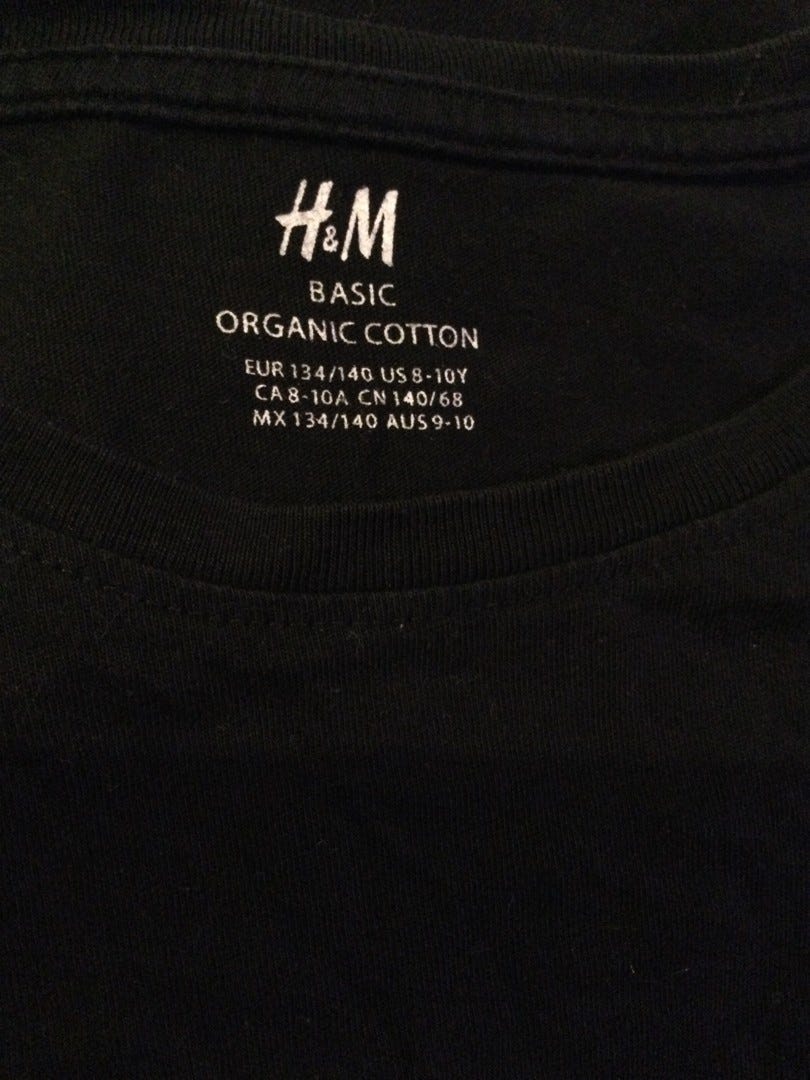 H&M
BASIC
ORGANIC COTTON
EUR 134/140 US 8-10Y
CA 8-10A CN 140/68
MX 134/140 AUS 9-10